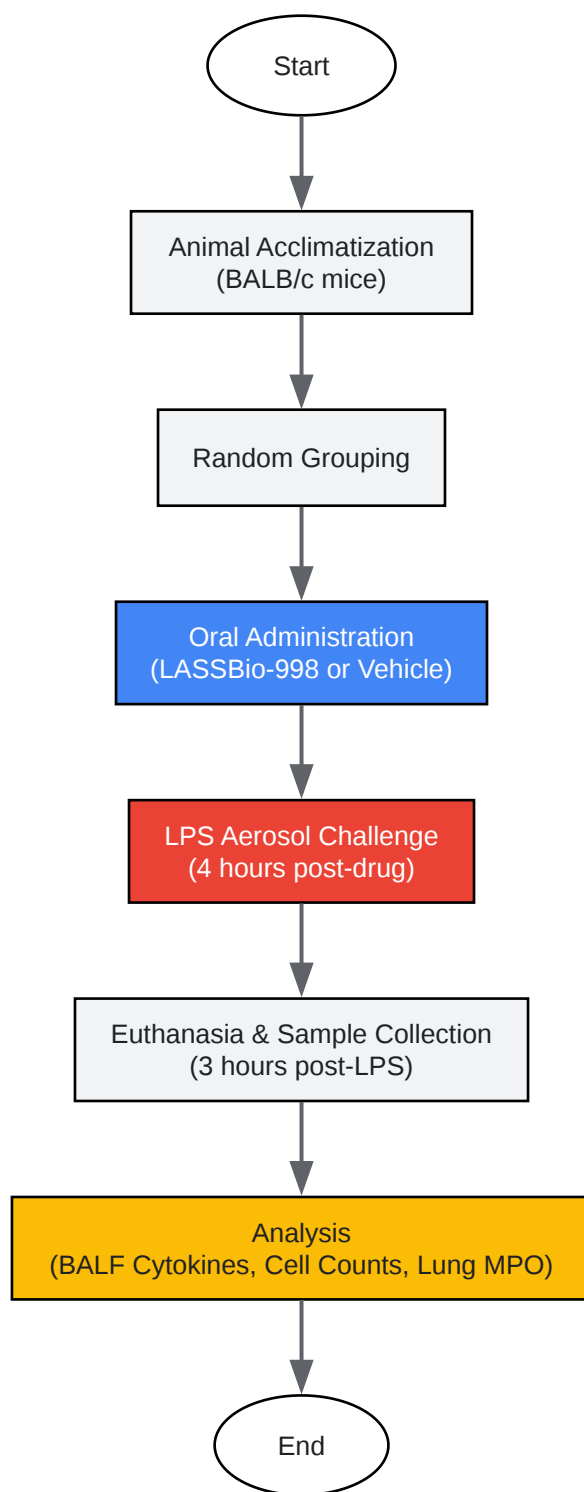 Start
Animal Acclimatization
(BALB/c mice)
Random Grouping
Oral Administration
(LASSBio-998 or Vehicle)
LPS Aerosol Challenge
(4 hours post-drug)
Euthanasia & Sample Collection
(3 hours post-LPS)
Analysis
(BALF Cytokines, Cell Counts, Lung MPO)
End